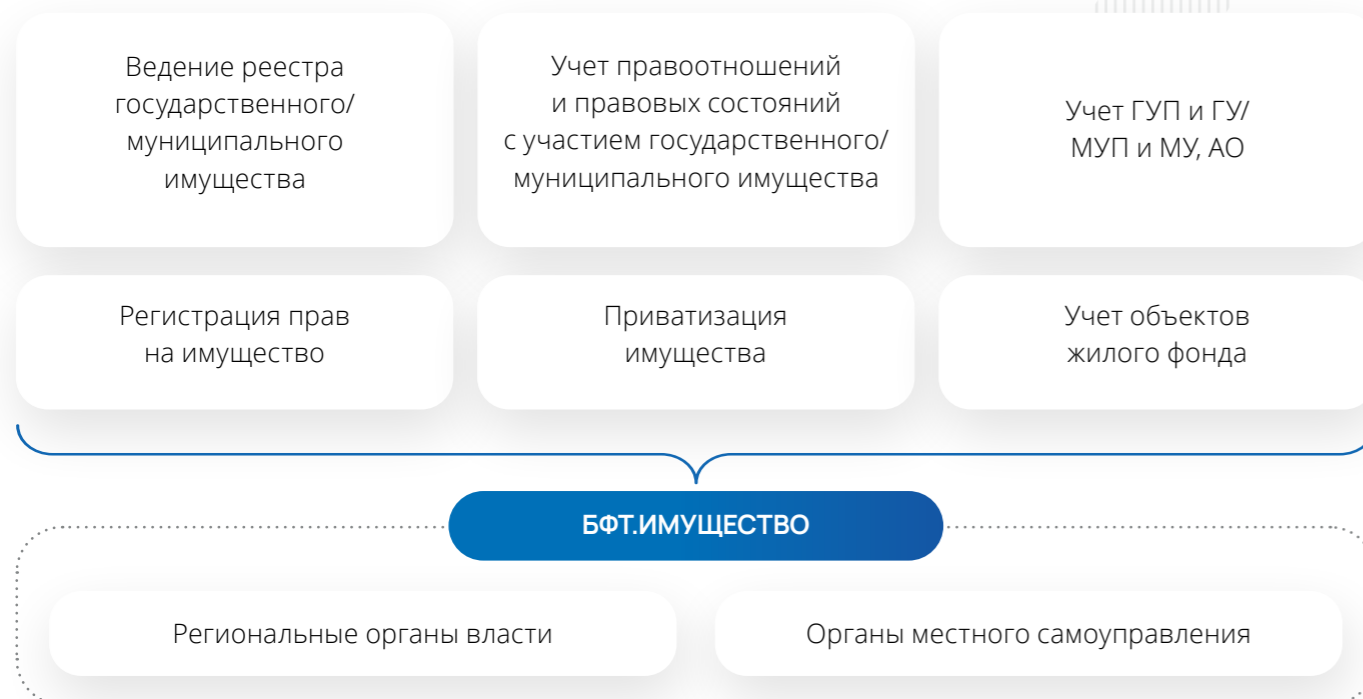 Ведение реестра
государственного/
муниципального
имущества
Учет правоотношений
и правовых состояний
с участием государственного/
муниципального имущества
Учет ГУП и ГУ/
МУП и МУ, АО
Регистрация прав
на имущество
Приватизация
имущества
Учет объектов
жилого фонда
БФТ.ИМУЩЕСТВО
Региональные органы власти
Органы местного самоуправления